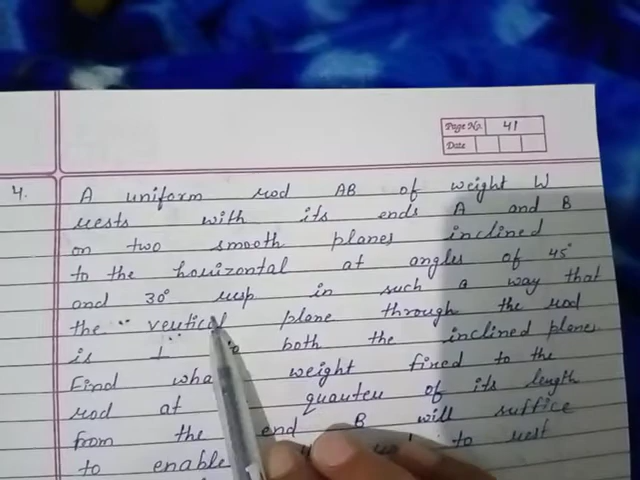 Page No. 41
Date
4. A uniform rod AB of weight W
rests with its ends A and B
on two smooth planes inclined
to the horizontal at angles of 45°
and 30° resp in such a way that
the vertical plane through the rod
is ⊥ both the inclined plane
Find weight fixed to the
rod at quarter of its length
from the end B will suffice
to enable to rest